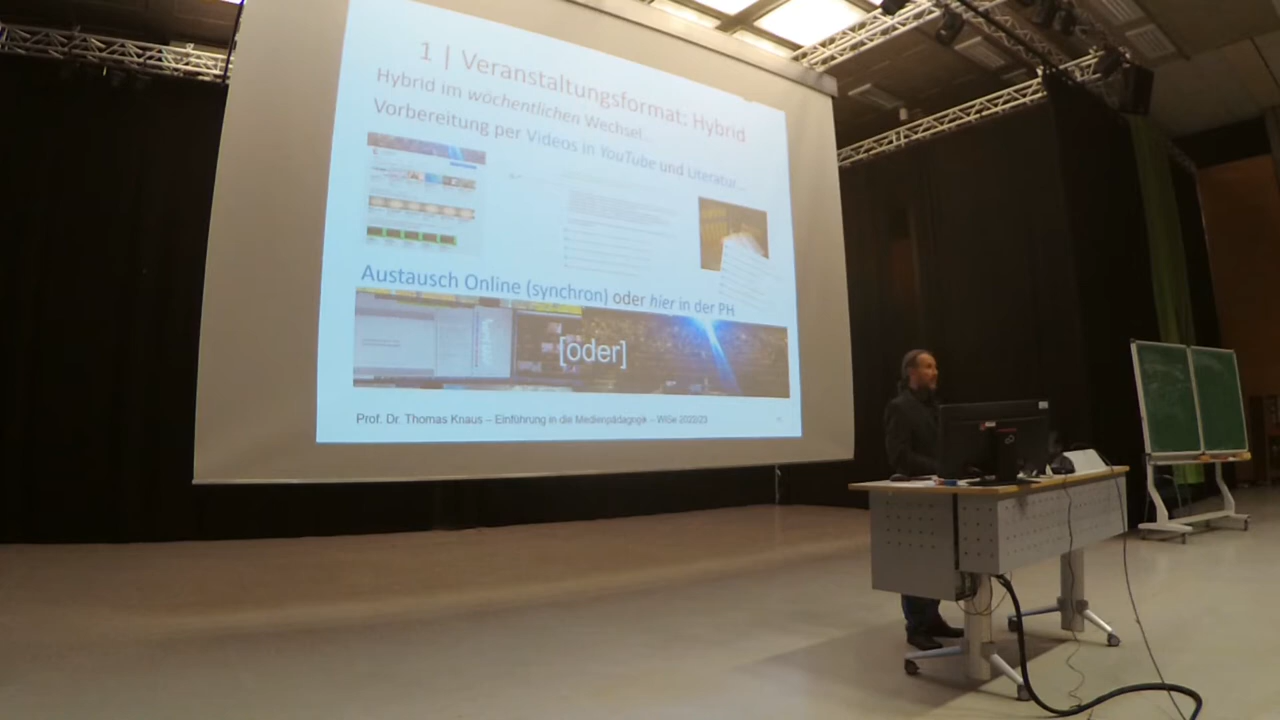 1 | Veranstaltungsformat: Hybrid
Hybrid im wöchentlichen Wechsel...
Vorbereitung per Videos in YouTube und Literatur...
Austausch Online (synchron) oder hier in der PH
[oder]
Prof. Dr. Thomas Knaus – Einführung in die Medienpädagogik – WiSe 2022/23